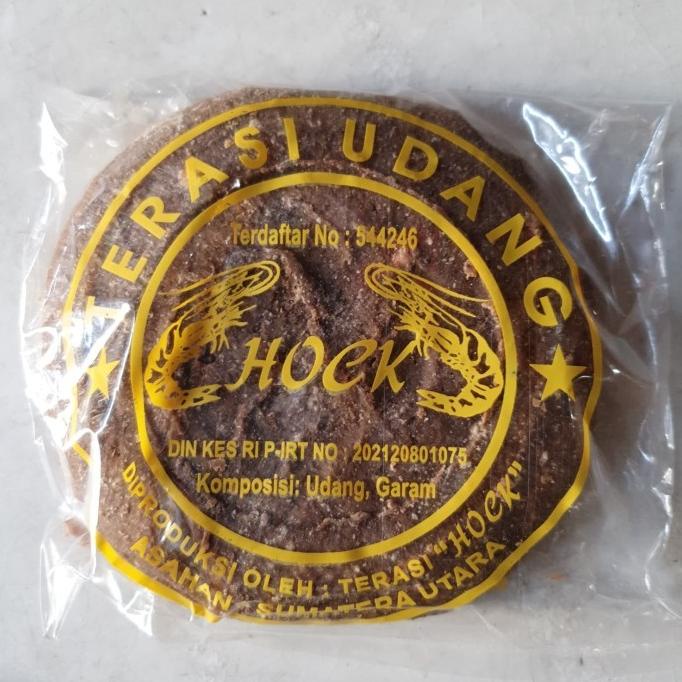 TERASI UDANG
Terdaftar No : 544246
HOCK
DIN KES RI P-IRT NO 202120801075
Komposisi: Udang, Garam
DIPRODUKSI OLEH : TERASI "HOCK"
ASAHAN - SUMATERA UTARA